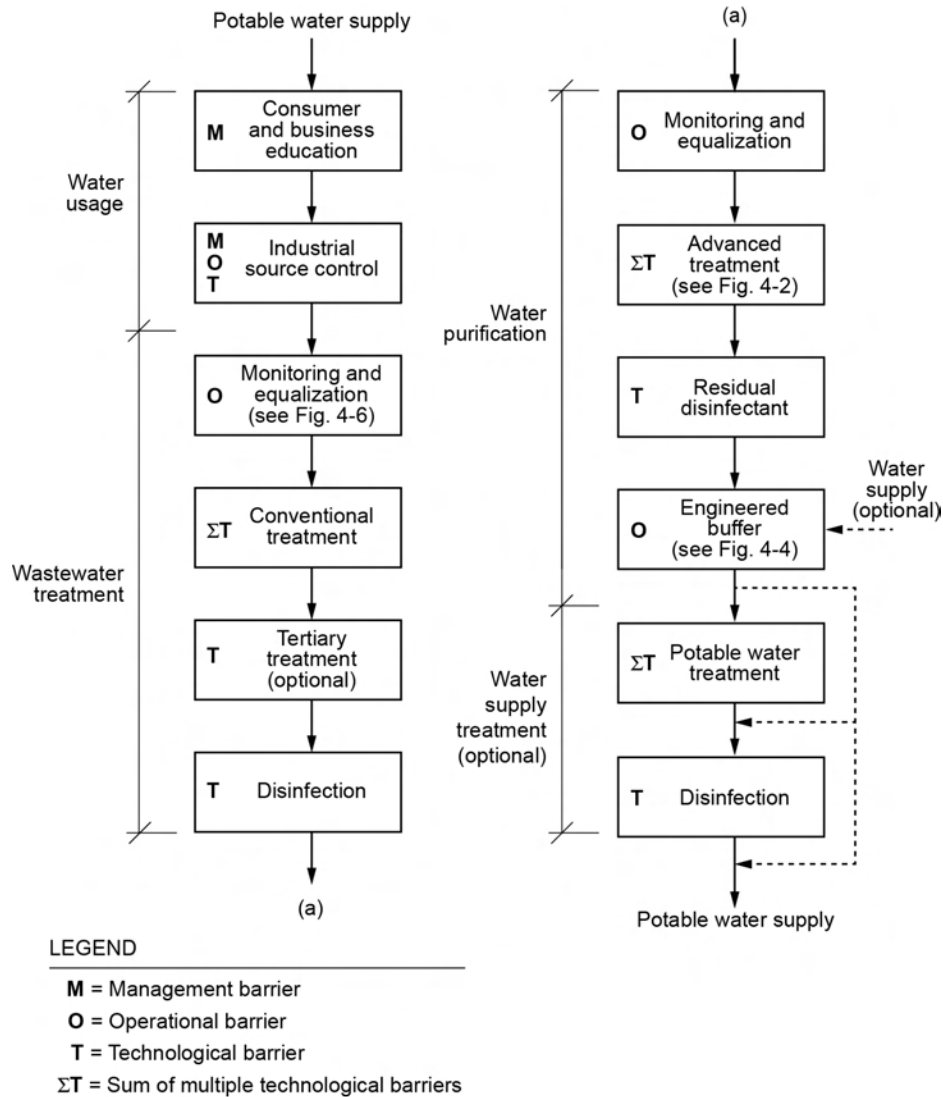 Potable water supply
M
Consumer
and business
education
Water
usage
M
O
T
Industrial
source control
O
Monitoring and
equalization
(see Fig. 4-6)
ΣT
Conventional
treatment
Wastewater
treatment
T
Tertiary
treatment
(optional)
T
Disinfection
(a)
(a)
O
Monitoring and
equalization
ΣT
Advanced
treatment
(see Fig. 4-2)
Water
purification
T
Residual
disinfectant
O
Engineered
buffer
(see Fig. 4-4)
Water
supply
(optional)
ΣT
Potable water
treatment
Water
supply
treatment
(optional)
T
Disinfection
Potable water supply
LEGEND
M = Management barrier
O = Operational barrier
T = Technological barrier
ΣT = Sum of multiple technological barriers